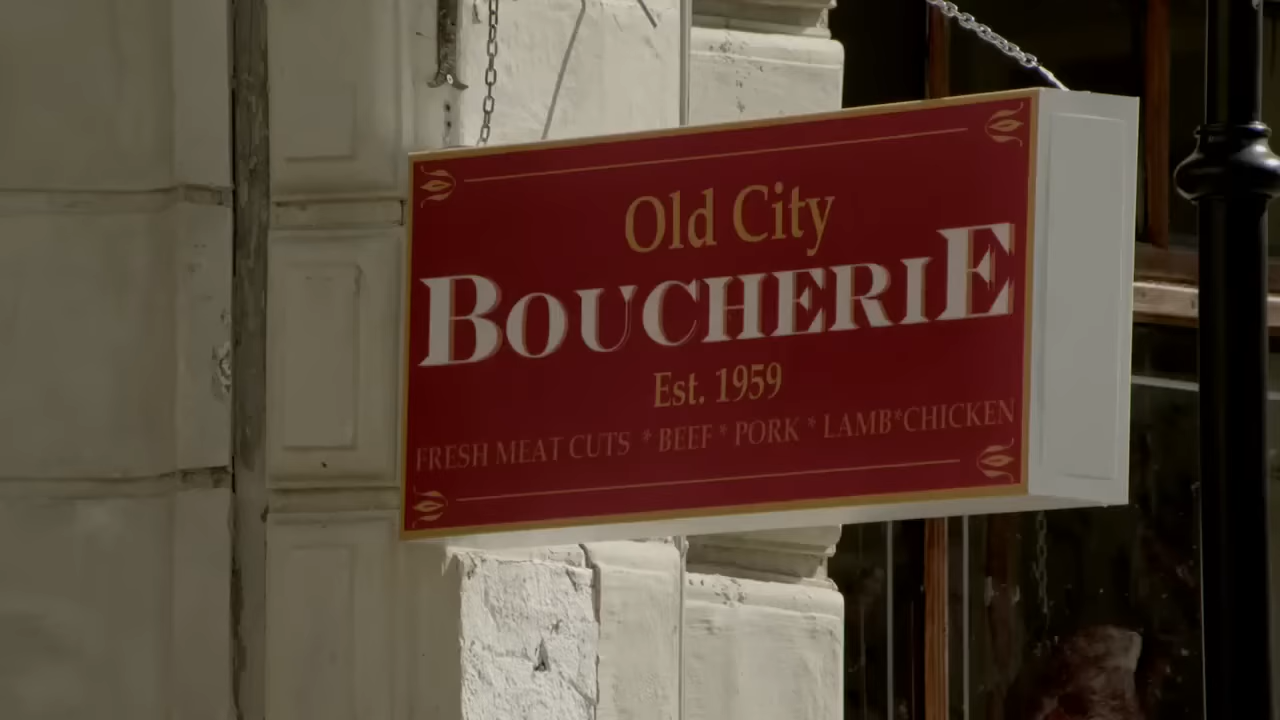 Old City
BOUCHERIE
Est. 1959
FRESH MEAT CUTS * BEEF * PORK * LAMB*CHICKEN